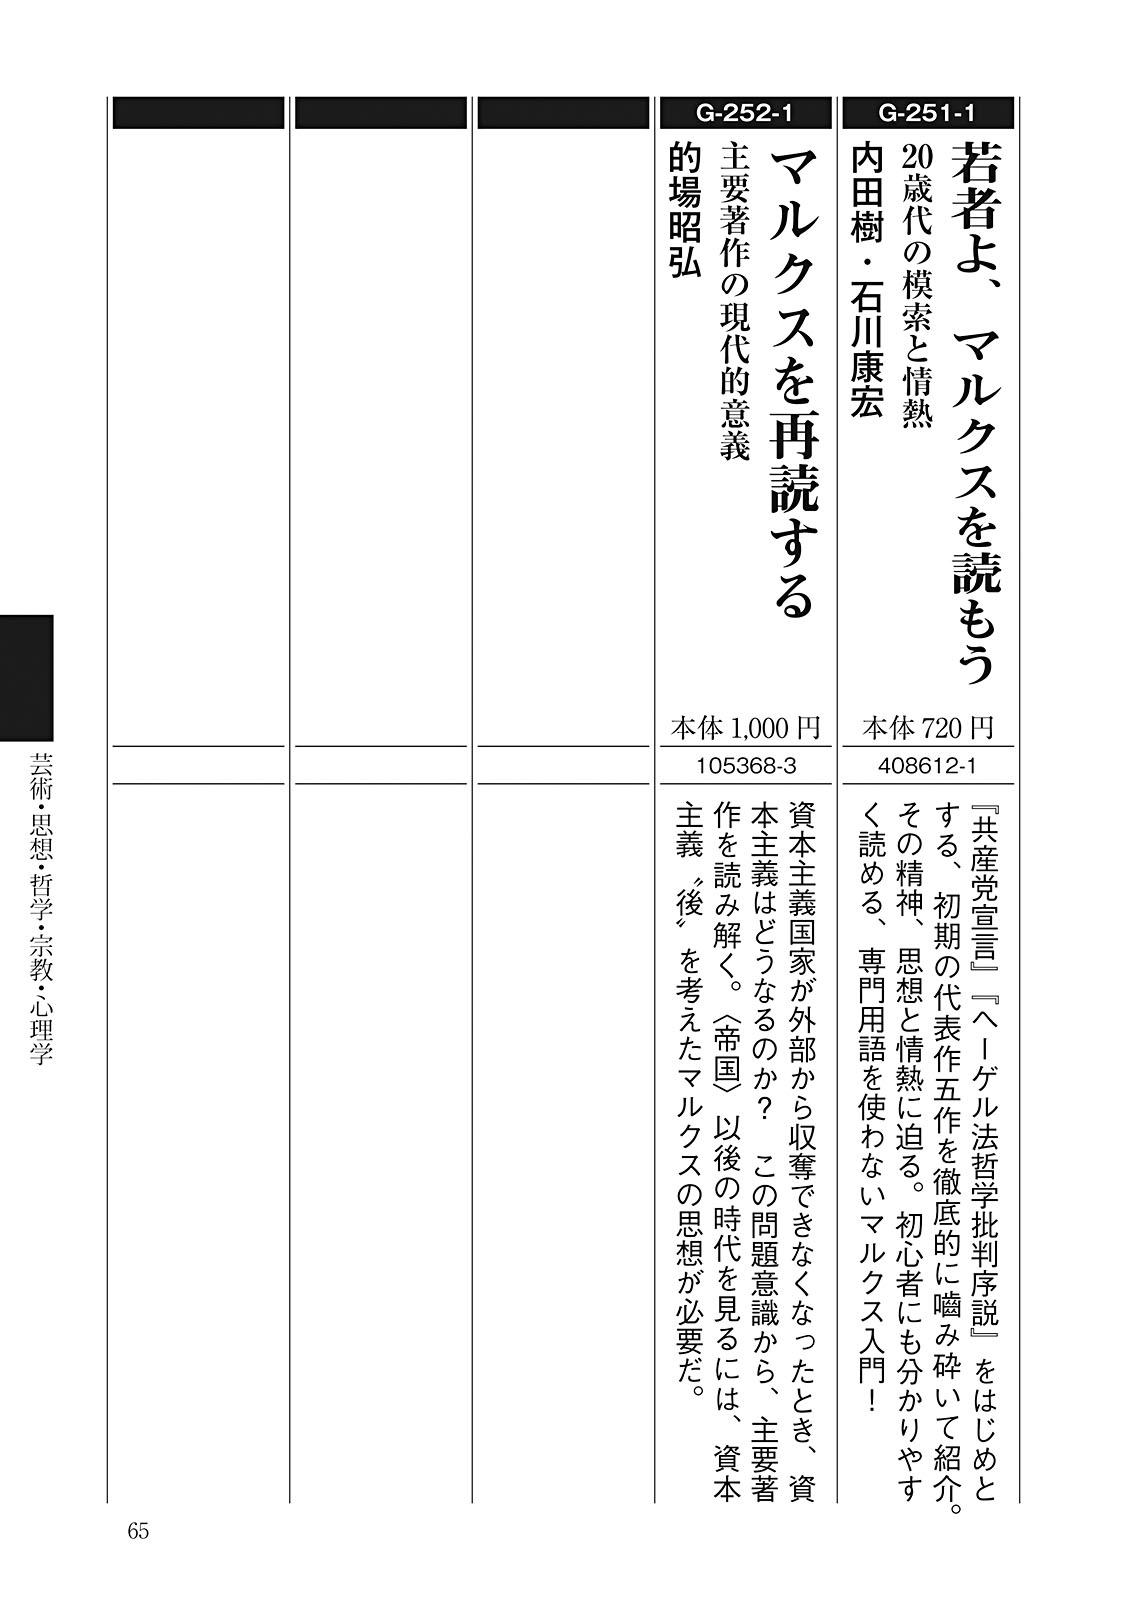 G-251-1
若者よ、マルクスを読もう
20歳代の模索と情熱
内田樹・石川康宏
本体 720 円
408612-1
『共産党宣言』『ヘーゲル法哲学批判序説』をはじめと
する、初期の代表作五作を徹底的に嚙み砕いて紹介。
その精神、思想と情熱に迫る。初心者にも分かりやす
く読める、専門用語を使わないマルクス入門！
G-252-1
マルクスを再読する
主要著作の現代的意義
的場昭弘
本体 1,000 円
105368-3
資本主義国家が外部から収奪できなくなったとき、資
本主義はどうなるのか？　この問題意識から、主要著
作を読み解く。〈帝国〉以後の時代を見るには、資本
主義〝後〟を考えたマルクスの思想が必要だ。
芸術・思想・哲学・宗教・心理学
65